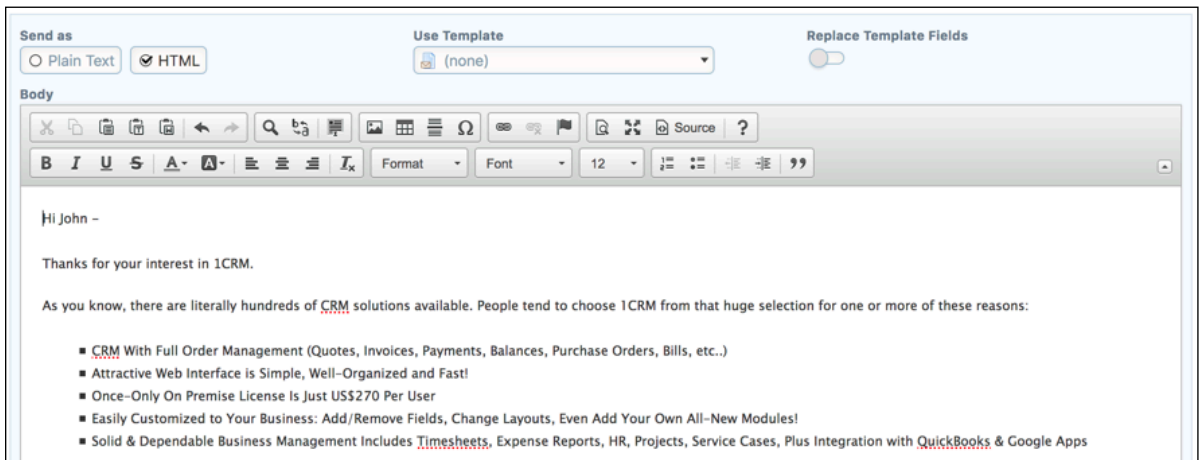 Send as
Use Template
Replace Template Fields
Plain Text
HTML
(none)
Body
Source
?
B I U S A A Ix
Format
Font
12
Hi John –
Thanks for your interest in 1CRM.
As you know, there are literally hundreds of CRM solutions available. People tend to choose 1CRM from that huge selection for one or more of these reasons:
▪ CRM With Full Order Management (Quotes, Invoices, Payments, Balances, Purchase Orders, Bills, etc..)
▪ Attractive Web Interface is Simple, Well-Organized and Fast!
▪ Once-Only On Premise License Is Just US$270 Per User
▪ Easily Customized to Your Business: Add/Remove Fields, Change Layouts, Even Add Your Own All-New Modules!
▪ Solid & Dependable Business Management Includes Timesheets, Expense Reports, HR, Projects, Service Cases, Plus Integration with QuickBooks & Google Apps